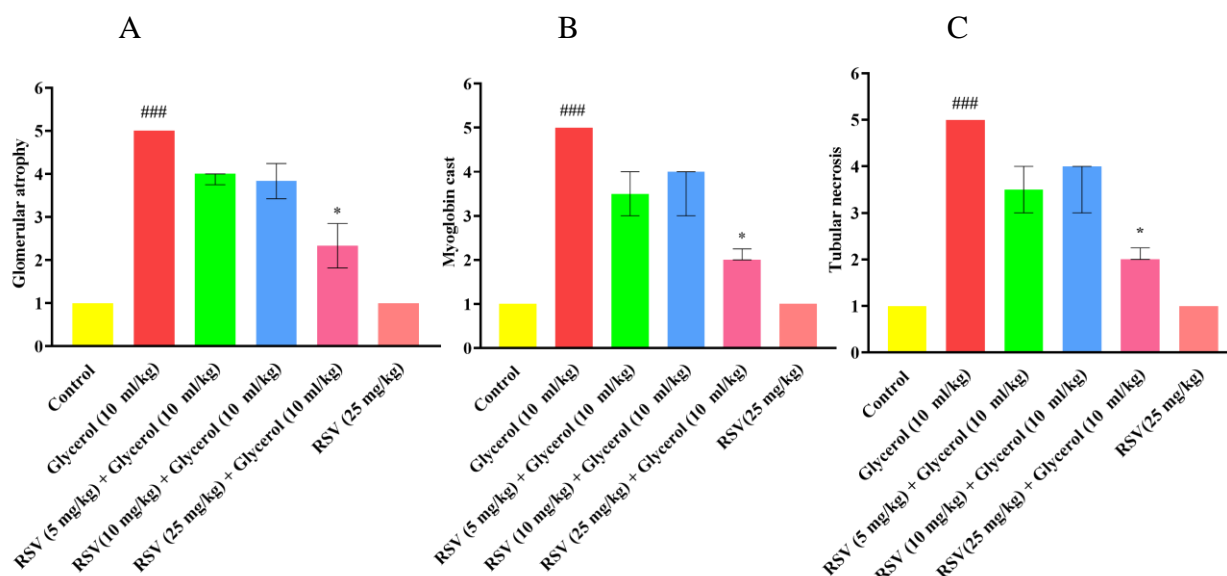 A
B
C
Glomerular atrophy
6
5
4
3
2
1
0
###
*
Control
Glycerol (10 ml/kg)
RSV (5 mg/kg) + Glycerol (10 ml/kg)
RSV(10 mg/kg) + Glycerol (10 ml/kg)
RSV (25 mg/kg) + Glycerol (10 ml/kg)
RSV (25 mg/kg)
Myoglobin cast
6
5
4
3
2
1
0
###
*
Control
Glycerol (10 ml/kg)
RSV (5 mg/kg) + Glycerol (10 ml/kg)
RSV (10 mg/kg) + Glycerol (10 ml/kg)
RSV (25 mg/kg) + Glycerol (10 ml/kg)
RSV(25 mg/kg)
Tubular necrosis
6
5
4
3
2
1
0
###
*
Control
Glycerol (10 ml/kg)
RSV (5 mg/kg) + Glycerol (10 ml/kg)
RSV (10 mg/kg) + Glycerol (10 ml/kg)
RSV(25 mg/kg) + Glycerol (10 ml/kg)
RSV(25 mg/kg)